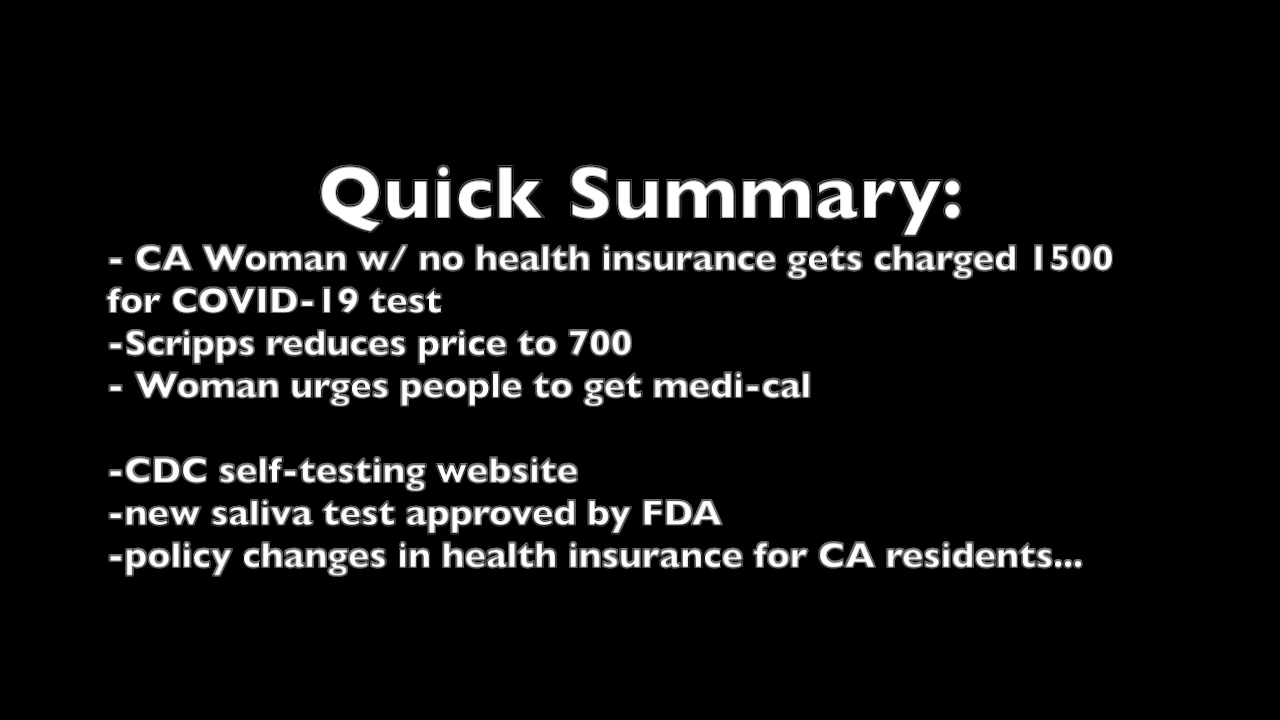 Quick Summary:
- CA Woman w/ no health insurance gets charged 1500
for COVID-19 test
-Scripps reduces price to 700
- Woman urges people to get medi-cal
-CDC self-testing website
-new saliva test approved by FDA
-policy changes in health insurance for CA residents...